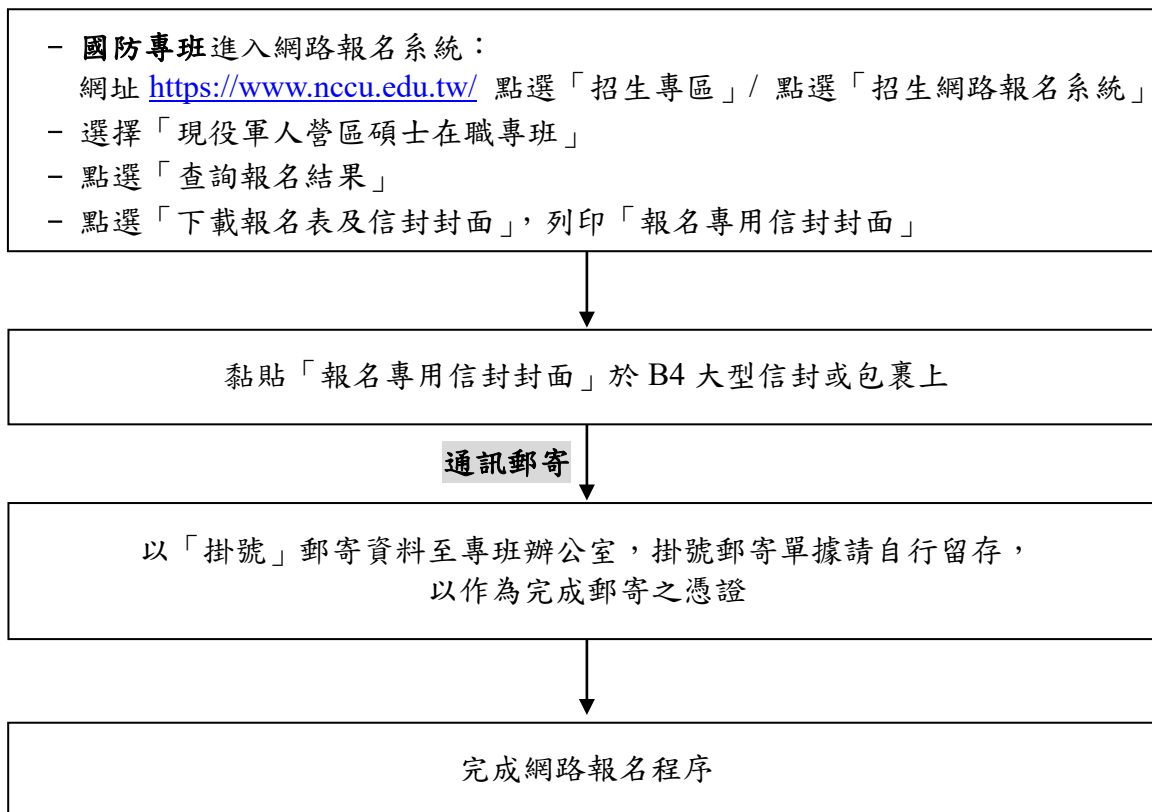 - 國防專班進入網路報名系統：
網址 https://www.nccu.edu.tw/ 點選「招生專區」/ 點選「招生網路報名系統」
- 選擇「現役軍人營區碩士在職專班」
- 點選「查詢報名結果」
- 點選「下載報名表及信封封面」，列印「報名專用信封封面」
黏貼「報名專用信封封面」於 B4 大型信封或包裹上
通訊郵寄
以「掛號」郵寄資料至專班辦公室，掛號郵寄單據請自行留存，
以作為完成郵寄之憑證
完成網路報名程序